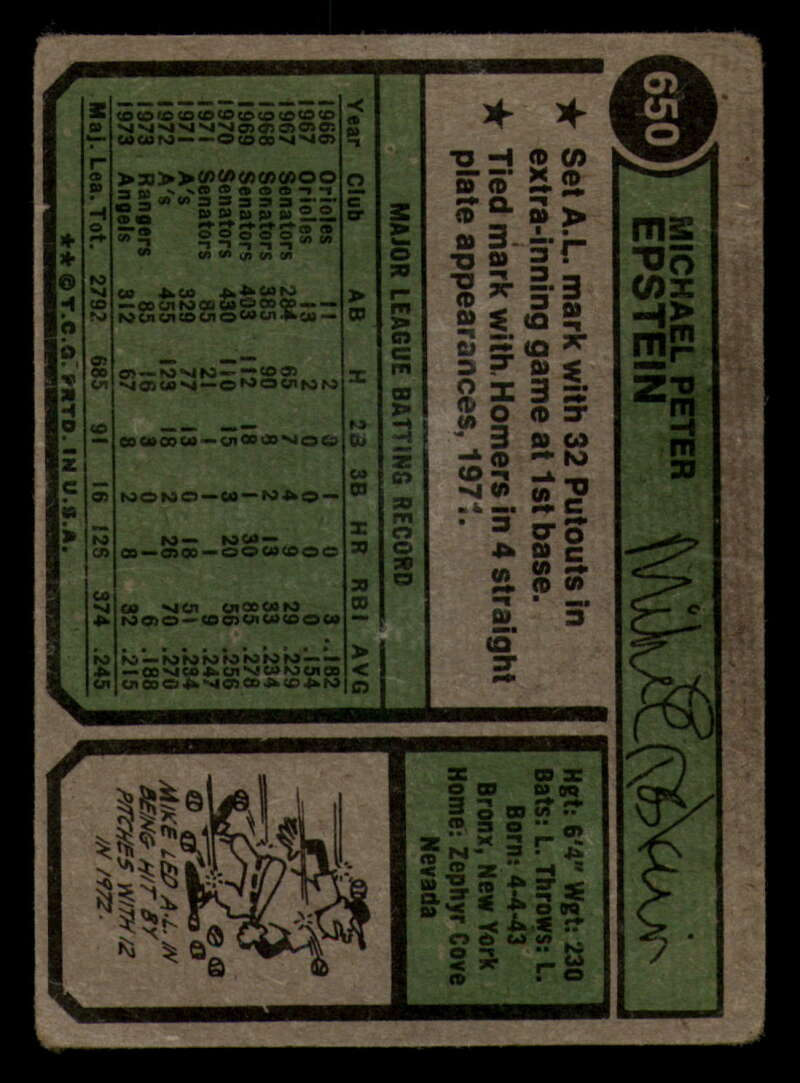 650
MICHAEL PETER
EPSTEIN
★ Set A.L. mark with 32 Putouts in
extra-inning game at 1st base.
★ Tied mark with Homers in 4 straight
plate appearances, 1971.
MAJOR LEAGUE BATTING RECORD
Year Club AB H 2B 3B HR RBI AVG
1966 Orioles 11 2 0 1 0 3 .182
1967 Orioles 13 2 0 0 0 0 .154
1967 Senators 284 65 7 4 9 29 .229
1968 Senators 385 90 8 2 13 33 .234
1969 Senators 403 112 18 1 30 85 .278
1970 Senators 430 110 15 3 20 56 .256
1971 Senators 85 21 1 1 1 9 .247
1971 A's 329 77 13 0 18 51 .234
1972 A's 455 123 18 2 26 70 .270
1973 Rangers 85 16 3 0 1 6 .188
1973 Angels 312 67 8 2 8 32 .215
Maj. Lea. Tot. 2792 685 91 16 126 374 .245
**© T.C.G. PRTD. IN U.S.A.
Hgt: 6'4" Wgt: 230
Bats: L. Throws: L.
Born: 4-4-43
Bronx, New York
Home: Zephyr Cove
Nevada
MIKE LED A.L. IN
BEING HIT BY
PITCHES WITH 12
IN 1972.